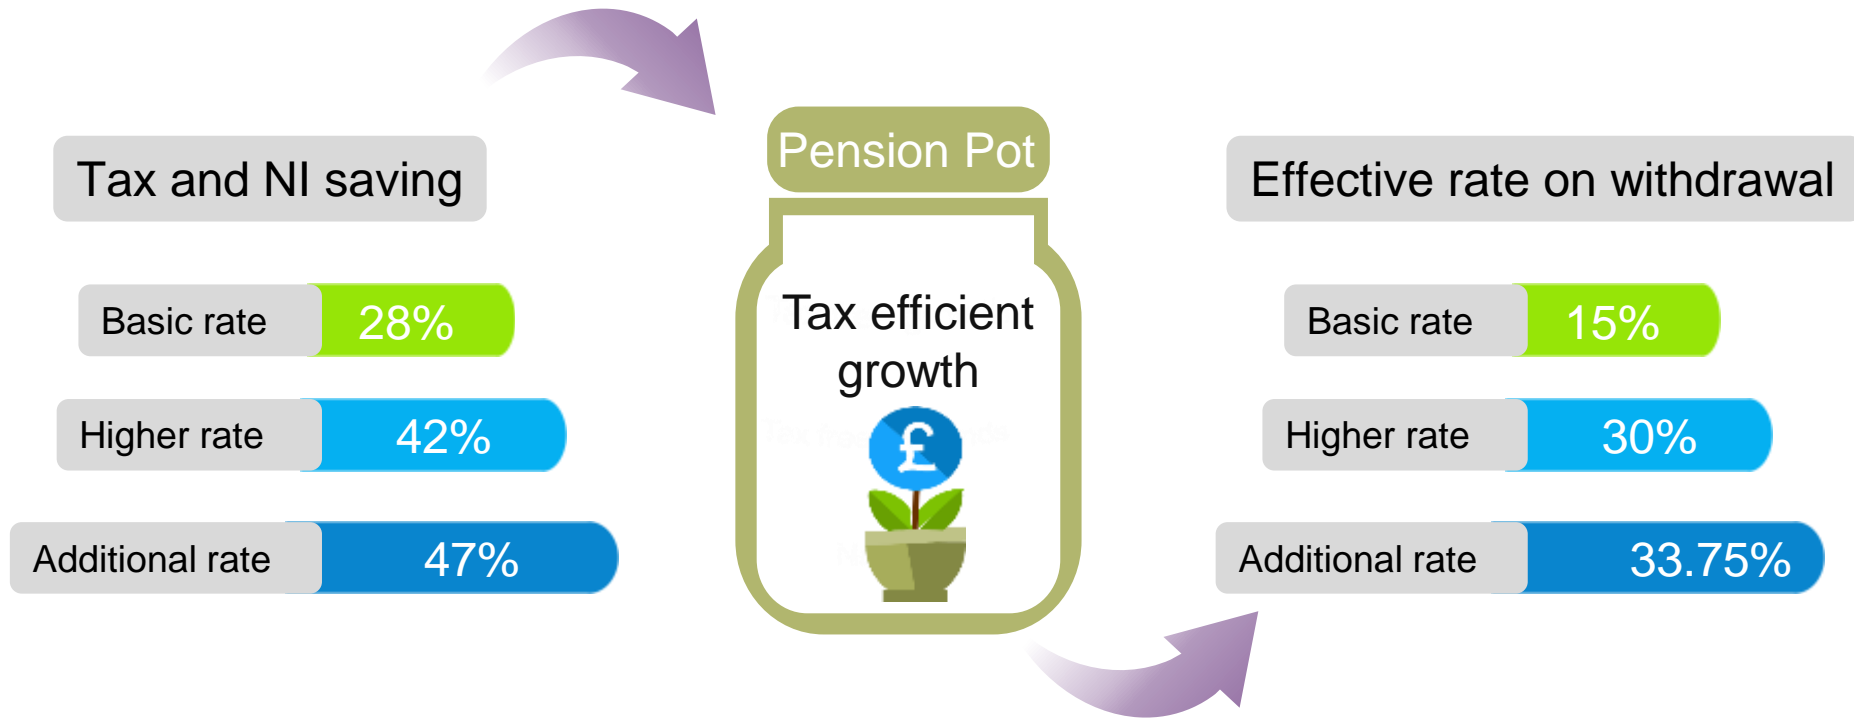 Tax and NI saving
Basic rate 28%
Higher rate 42%
Additional rate 47%
Pension Pot
Tax efficient
growth
£
Effective rate on withdrawal
Basic rate 15%
Higher rate 30%
Additional rate 33.75%